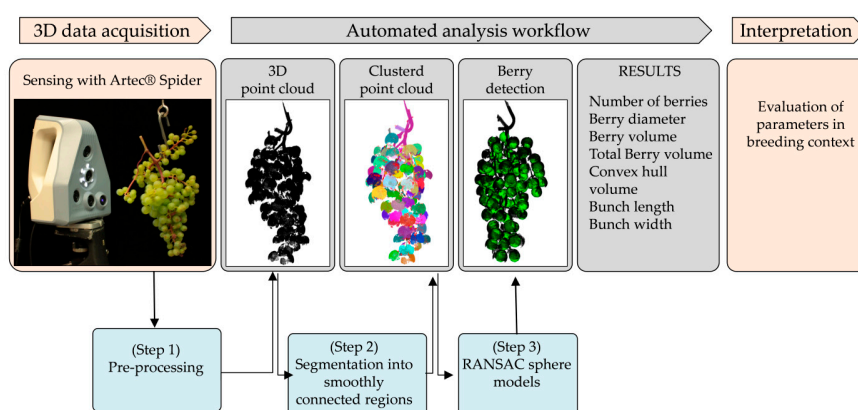 3D data acquisition
Automated analysis workflow
Interpretation
Sensing with Artec® Spider
3D
point cloud
Clusterd
point cloud
Berry
detection
RESULTS
Number of berries
Berry diameter
Berry volume
Total Berry volume
Convex hull
volume
Bunch length
Bunch width
Evaluation of
parameters in
breeding context
(Step 1)
Pre-processing
(Step 2)
Segmentation into
smoothly
connected regions
(Step 3)
RANSAC sphere
models